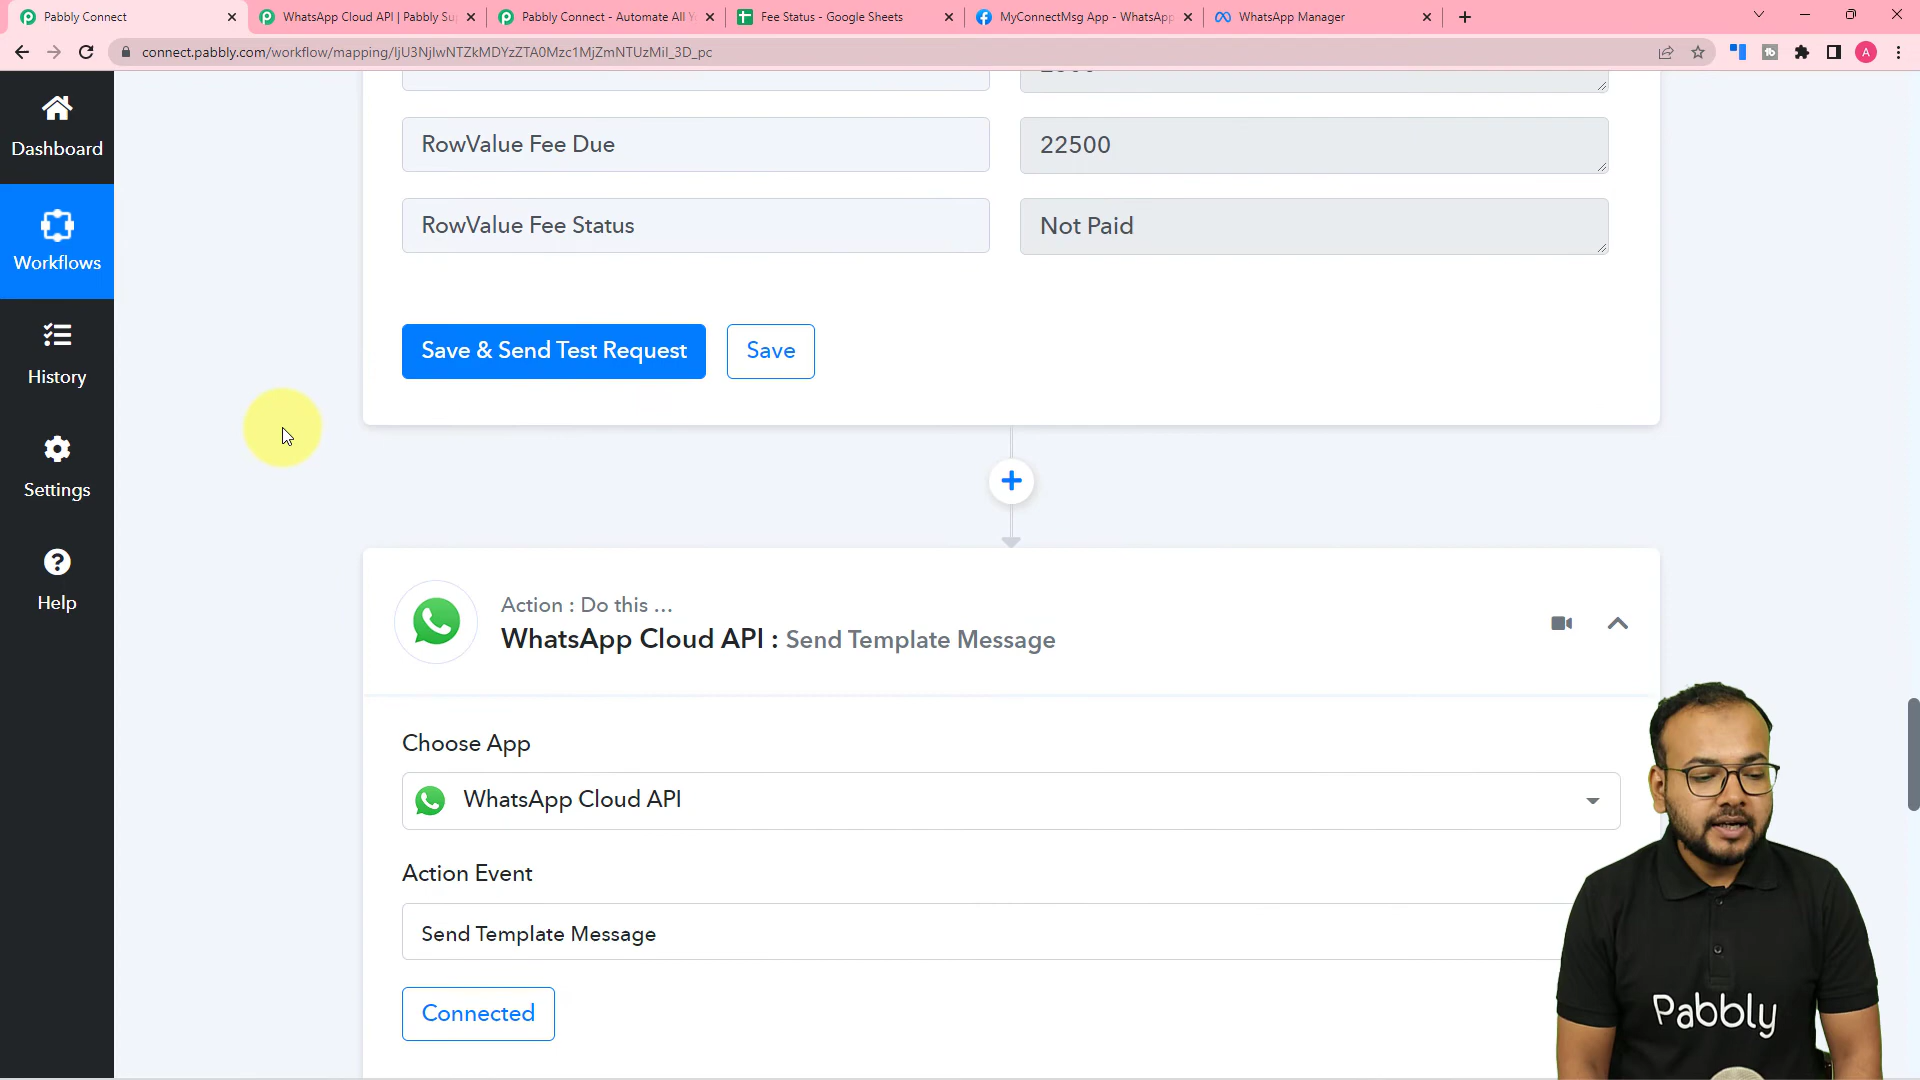 Pabbly Connect
WhatsApp Cloud API | Pabbly Su
Pabbly Connect - Automate All Y
Fee Status - Google Sheets
MyConnectMsg App - WhatsApp
WhatsApp Manager
connect.pabbly.com/workflow/mapping/IjU3NjIwNTZkMDYzZTA0Mzc1MjZmNTUzMiI_3D_pc
A
Dashboard
Workflows
History
Settings
Help
RowValue Fee Due
22500
RowValue Fee Status
Not Paid
Save & Send Test Request
Save
Action : Do this ...
WhatsApp Cloud API : Send Template Message
Choose App
WhatsApp Cloud API
Action Event
Send Template Message
Connected
Pabbly